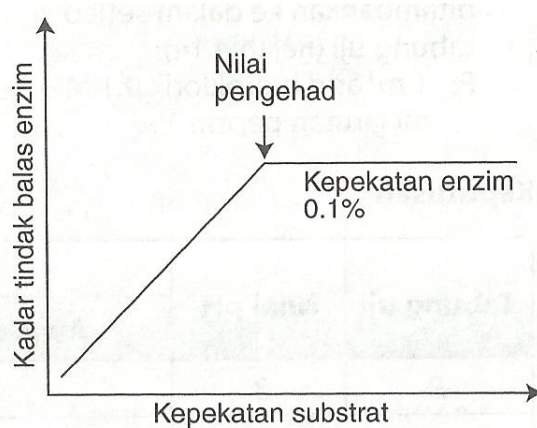 Nilai
pengehad
Kepekatan enzim
0.1%
Kadar tindak balas enzim
Kepekatan substrat